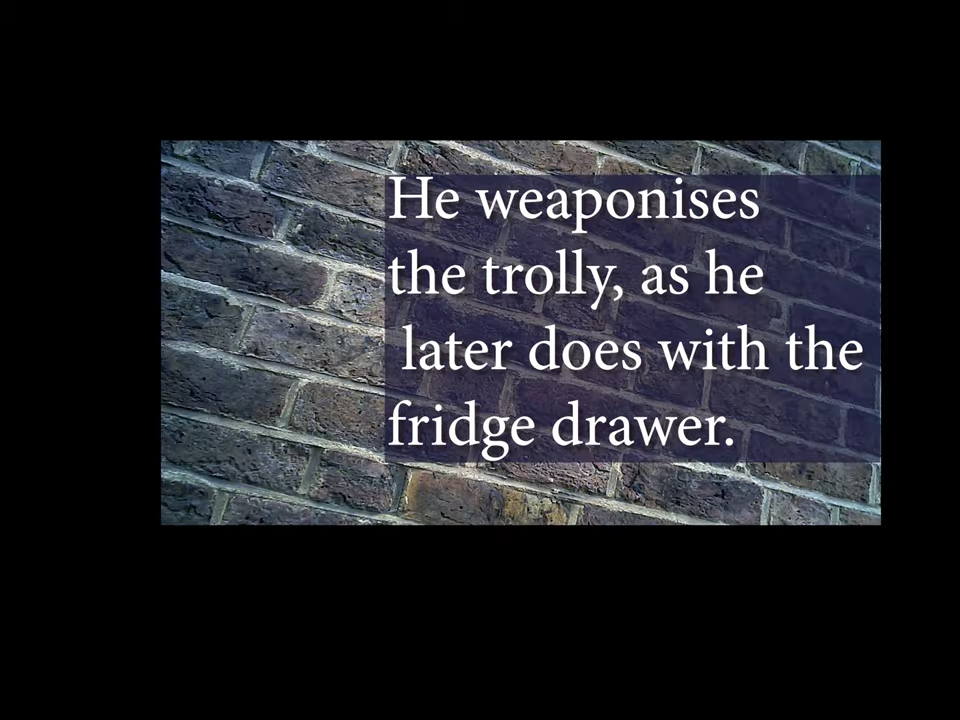 He weaponises
the trolly, as he
later does with the
fridge drawer.